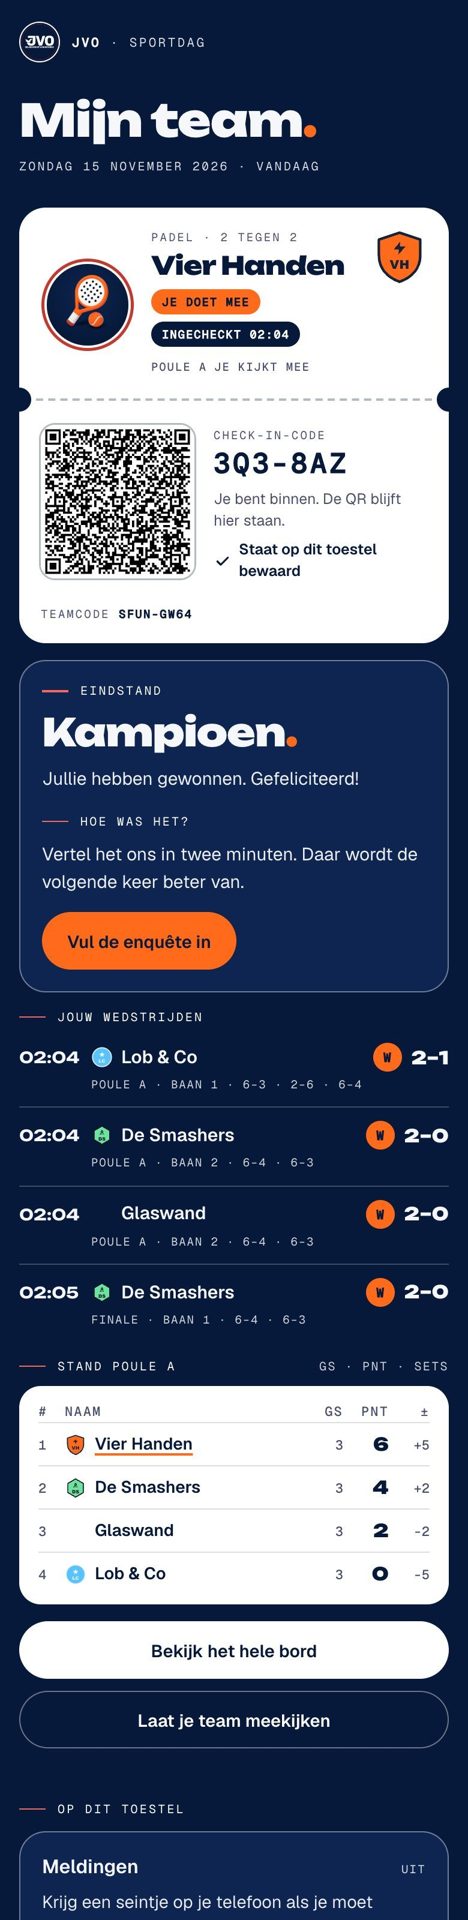 JVO
JVO · SPORTDAG
Mijn team.
ZONDAG 15 NOVEMBER 2026 · VANDAAG
PADEL · 2 TEGEN 2
Vier Handen
VH
JE DOET MEE
INGECHECKT 02:04
POULE A JE KIJKT MEE
CHECK-IN-CODE
3Q3-8AZ
Je bent binnen. De QR blijft
hier staan.
Staat op dit toestel
bewaard
TEAMCODE SFUN-GW64
EINDSTAND
Kampioen.
Jullie hebben gewonnen. Gefeliciteerd!
HOE WAS HET?
Vertel het ons in twee minuten. Daar wordt de
volgende keer beter van.
Vul de enquête in
JOUW WEDSTRIJDEN
02:04 LC Lob & Co W 2-1
POULE A · BAAN 1 · 6-3 · 2-6 · 6-4
02:04 DS De Smashers W 2-0
POULE A · BAAN 2 · 6-4 · 6-3
02:04 Glaswand W 2-0
POULE A · BAAN 2 · 6-4 · 6-3
02:05 DS De Smashers W 2-0
FINALE · BAAN 1 · 6-4 · 6-3
STAND POULE A GS · PNT · SETS
# NAAM GS PNT ±
1 VH Vier Handen 3 6 +5
2 DS De Smashers 3 4 +2
3 Glaswand 3 2 -2
4 LC Lob & Co 3 0 -5
Bekijk het hele bord
Laat je team meekijken
OP DIT TOESTEL
Meldingen UIT
Krijg een seintje op je telefoon als je moet